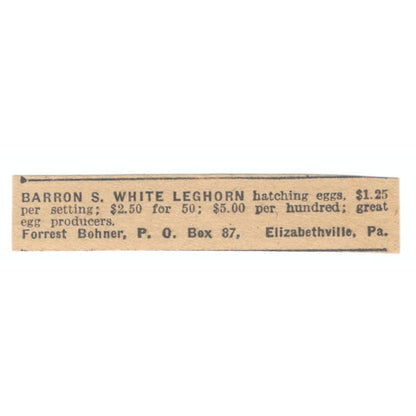 BARRON S. WHITE LEGHORN hatching eggs, $1.25
per setting; $2.50 for 50; $5.00 per hundred; great
egg producers.
Forrest Bohner, P. O. Box 87, Elizabethville, Pa.